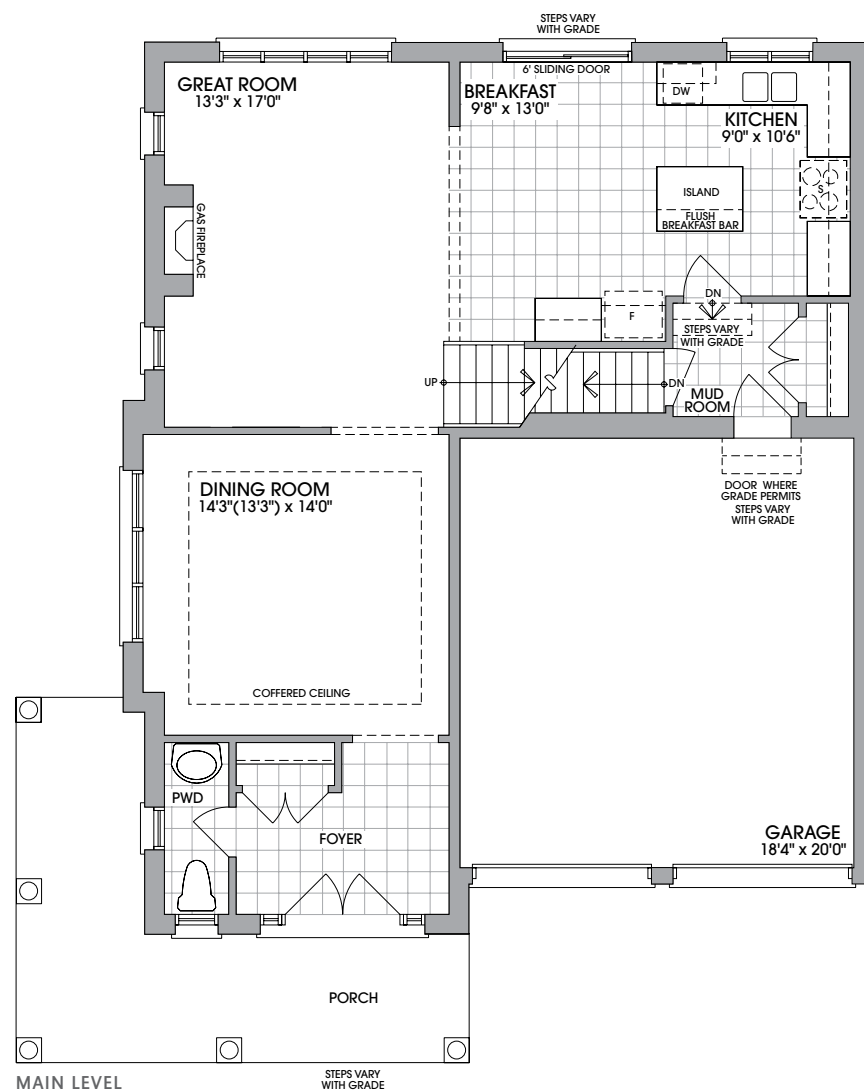 STEPS VARY
WITH GRADE
6' SLIDING DOOR
GREAT ROOM
13'3" x 17'0"
BREAKFAST
9'8" x 13'0"
DW
KITCHEN
9'0" x 10'6"
S
ISLAND
FLUSH
BREAKFAST BAR
GAS FIREPLACE
F
DN
STEPS VARY
WITH GRADE
UP
DN
MUD
ROOM
DINING ROOM
14'3"(13'3") x 14'0"
DOOR WHERE
GRADE PERMITS
STEPS VARY
WITH GRADE
COFFERED CEILING
PWD
FOYER
GARAGE
18'4" x 20'0"
PORCH
MAIN LEVEL
STEPS VARY
WITH GRADE